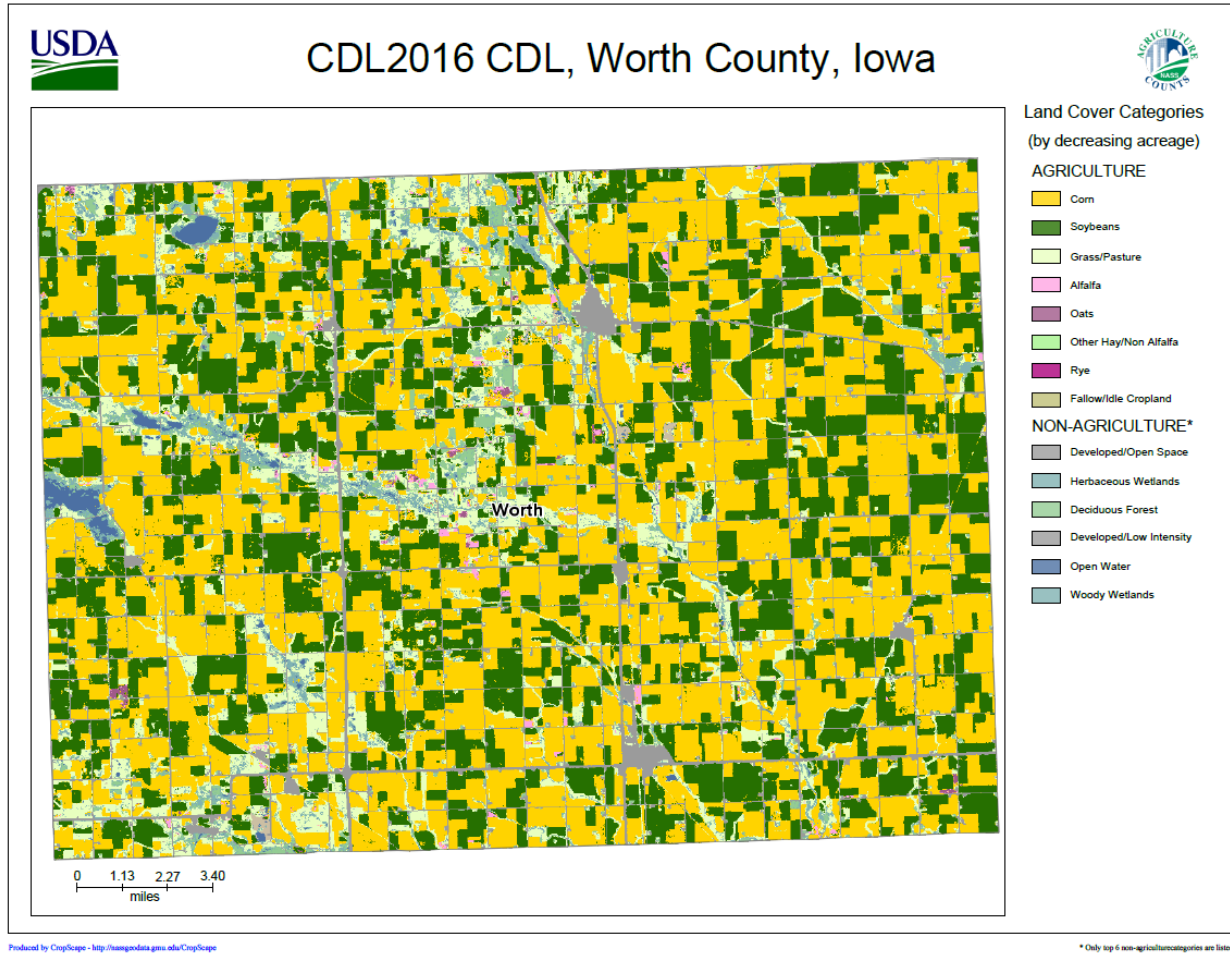 USDA
CDL2016 CDL, Worth County, Iowa
AGRICULTURE
NASS
COUNTS
Land Cover Categories
(by decreasing acreage)
AGRICULTURE
Corn
Soybeans
Grass/Pasture
Alfalfa
Oats
Other Hay/Non Alfalfa
Rye
Fallow/Idle Cropland
NON-AGRICULTURE*
Developed/Open Space
Herbaceous Wetlands
Deciduous Forest
Developed/Low Intensity
Open Water
Woody Wetlands
Worth
0 1.13 2.27 3.40
miles
Produced by CropScape - http://nassgeodata.gmu.edu/CropScape
* Only top 6 non-agriculturecategories are liste